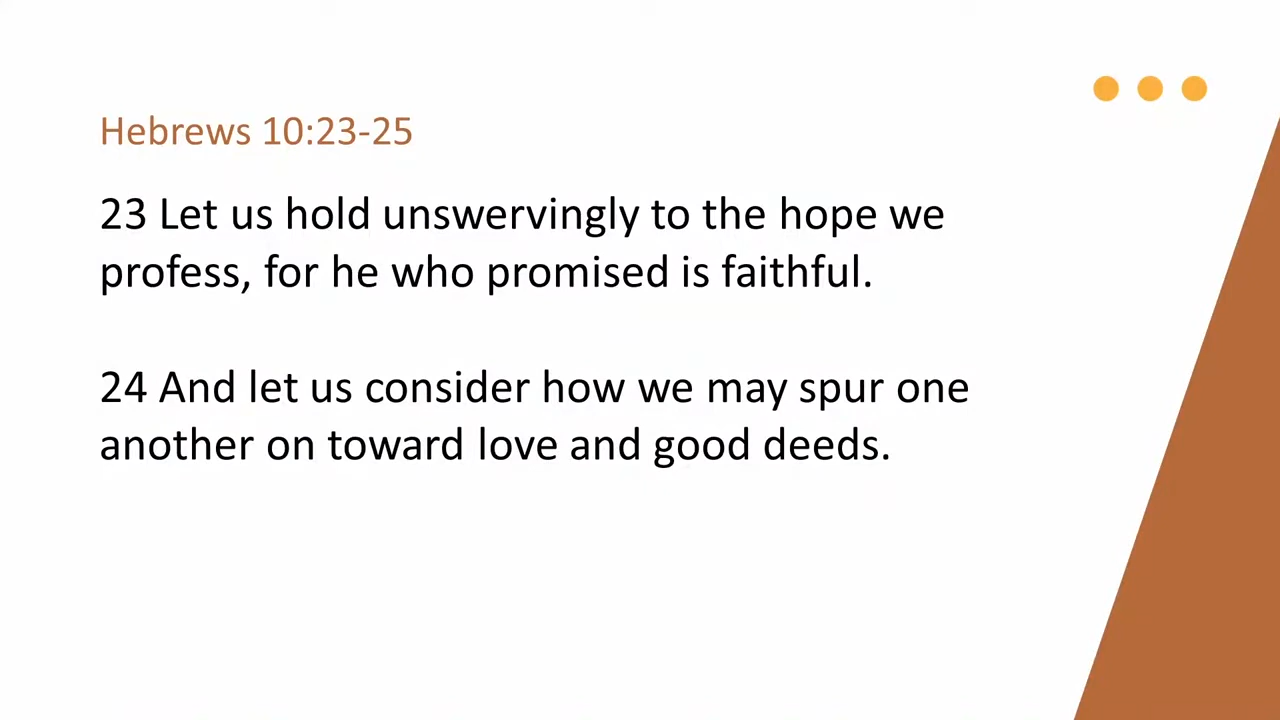 Hebrews 10:23-25
23 Let us hold unswervingly to the hope we
profess, for he who promised is faithful.
24 And let us consider how we may spur one
another on toward love and good deeds.